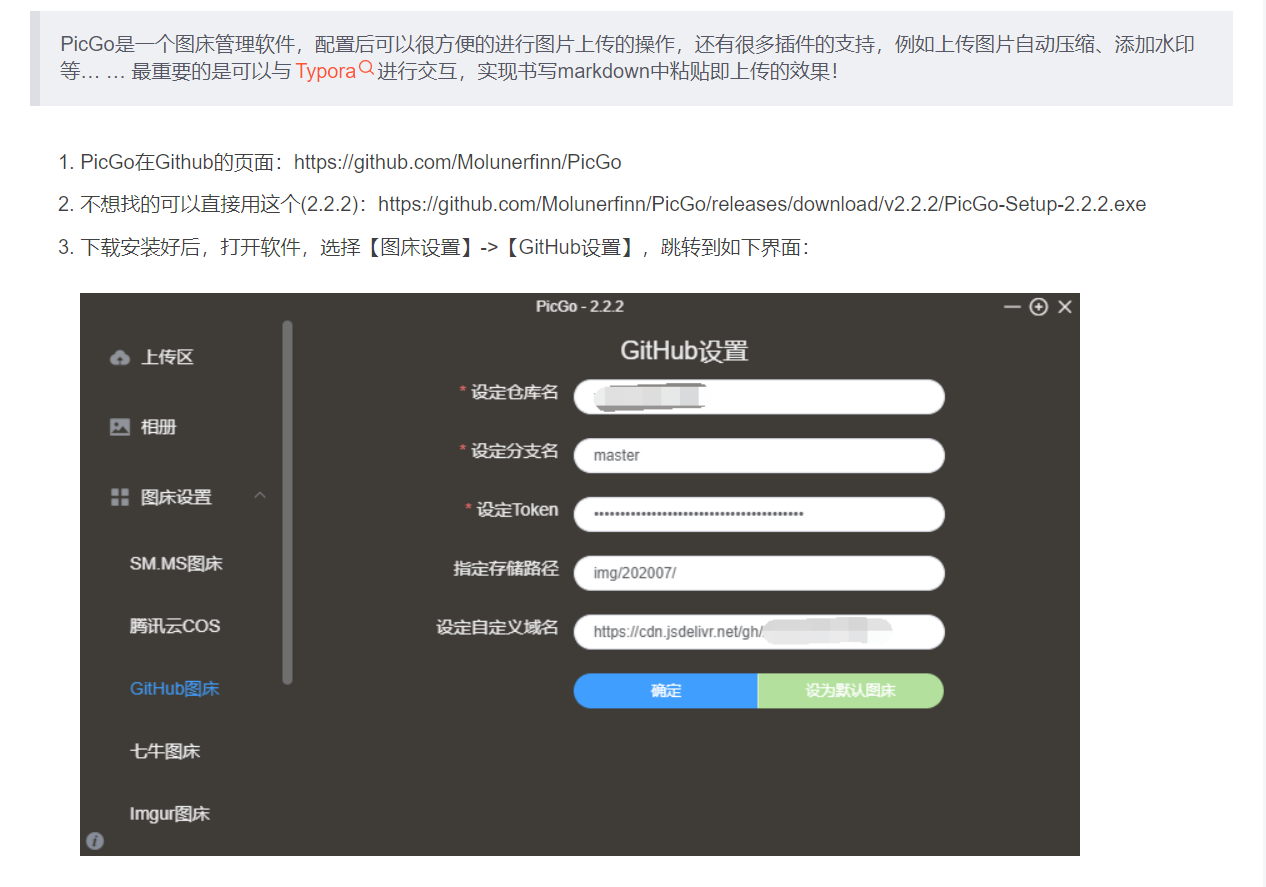 PicGo是一个图床管理软件，配置后可以很方便的进行图片上传的操作，还有很多插件的支持，例如上传图片自动压缩、添加水印
等… … 最重要的是可以与 Typora 进行交互，实现书写markdown中粘贴即上传的效果！
1. PicGo在Github的页面：https://github.com/Molunerfinn/PicGo
2. 不想找的可以直接用这个(2.2.2)：https://github.com/Molunerfinn/PicGo/releases/download/v2.2.2/PicGo-Setup-2.2.2.exe
3. 下载安装好后，打开软件，选择【图床设置】->【GitHub设置】，跳转到如下界面：
PicGo - 2.2.2
上传区
相册
图床设置
SM.MS图床
腾讯云COS
GitHub图床
七牛图床
Imgur图床
GitHub设置
* 设定仓库名
* 设定分支名 master
* 设定Token ••••••••••••••••••••••••••••••••••••••••
指定存储路径 img/202007/
设定自定义域名 https://cdn.jsdelivr.net/gh/
确定 设为默认图床